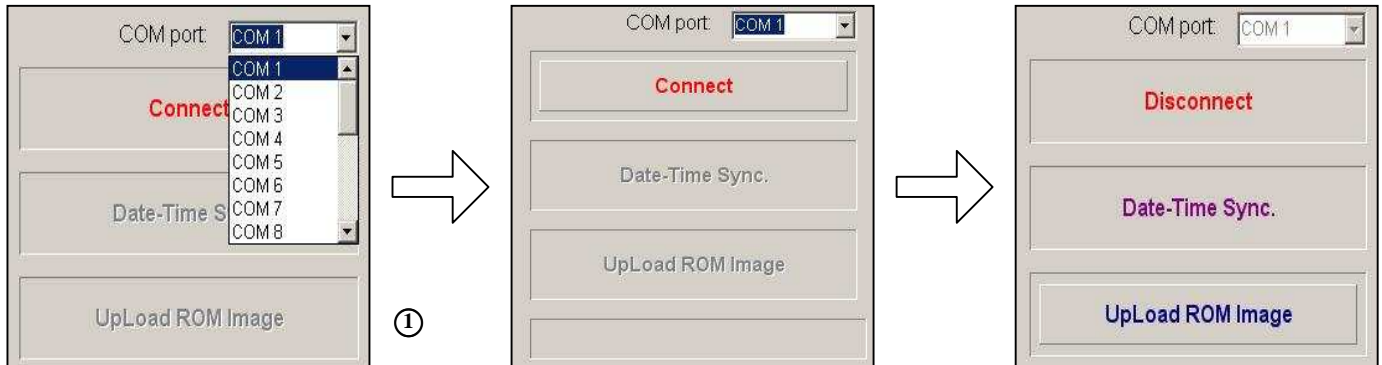 COM port: COM 1
COM 1
COM 2
COM 3
COM 4
COM 5
COM 6
COM 7
COM 8
Connect
Date-Time S
UpLoad ROM Image
①
COM port: COM 1
Connect
Date-Time Sync.
UpLoad ROM Image
COM port: COM 1
Disconnect
Date-Time Sync.
UpLoad ROM Image